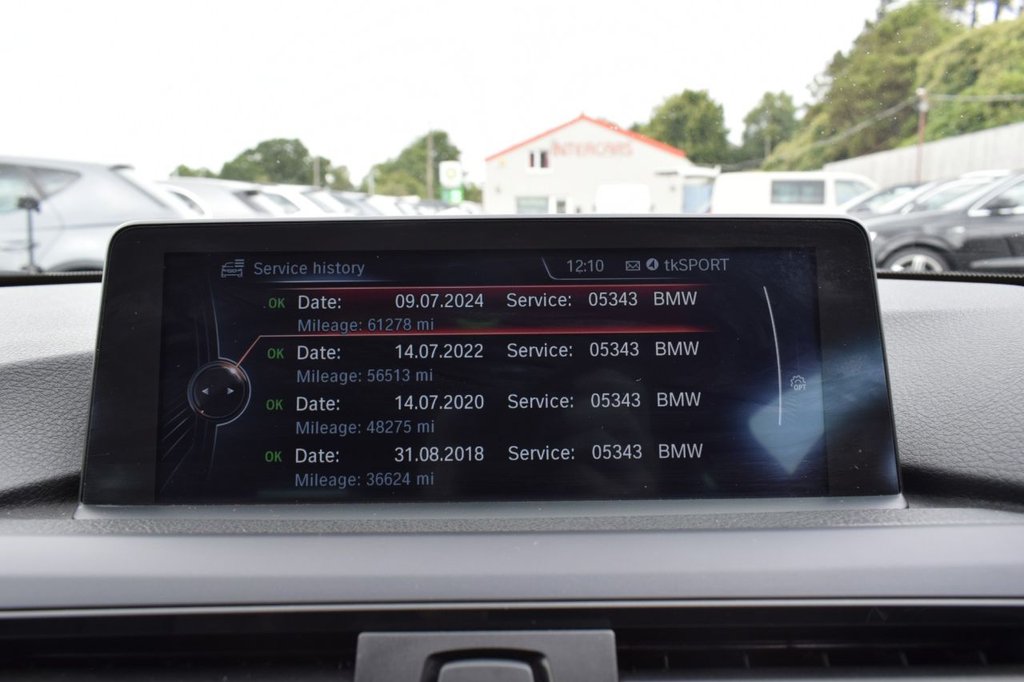 INTERCARS
Service history
12:10
tkSPORT
OK Date: 09.07.2024 Service: 05343 BMW
Mileage: 61278 mi
OK Date: 14.07.2022 Service: 05343 BMW
Mileage: 56513 mi
OK Date: 14.07.2020 Service: 05343 BMW
Mileage: 48275 mi
OK Date: 31.08.2018 Service: 05343 BMW
Mileage: 36624 mi
OPT